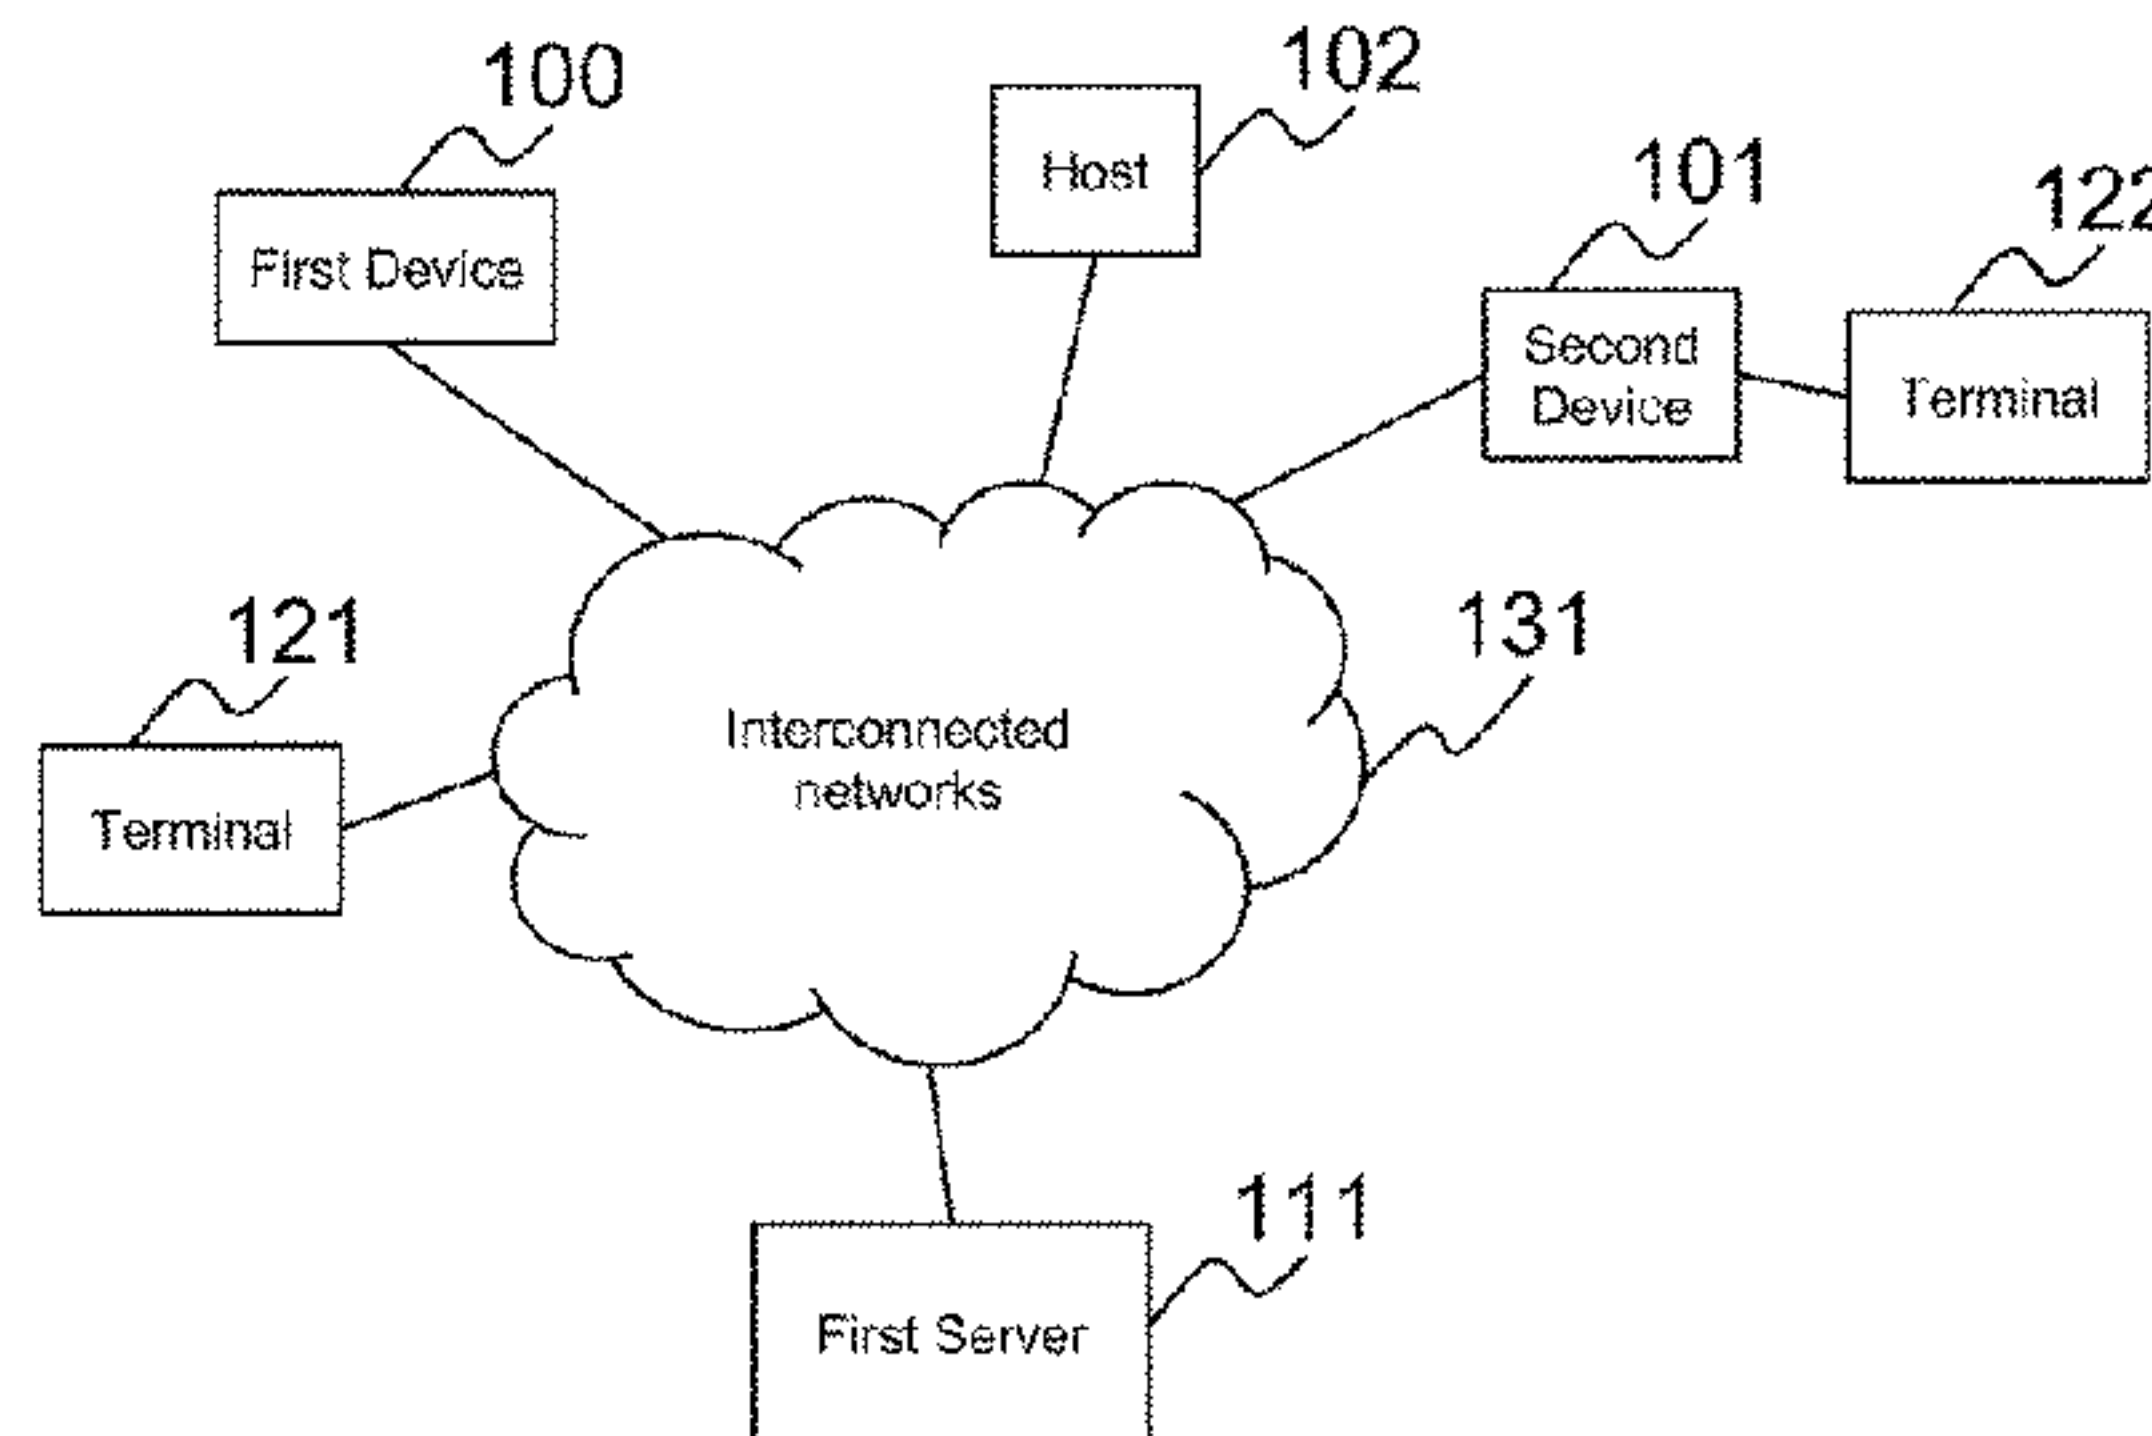 100
102
101
122
Host
First Device
Second
Device
Terminal
121
131
Interconnected
networks
Terminal
111
First Server